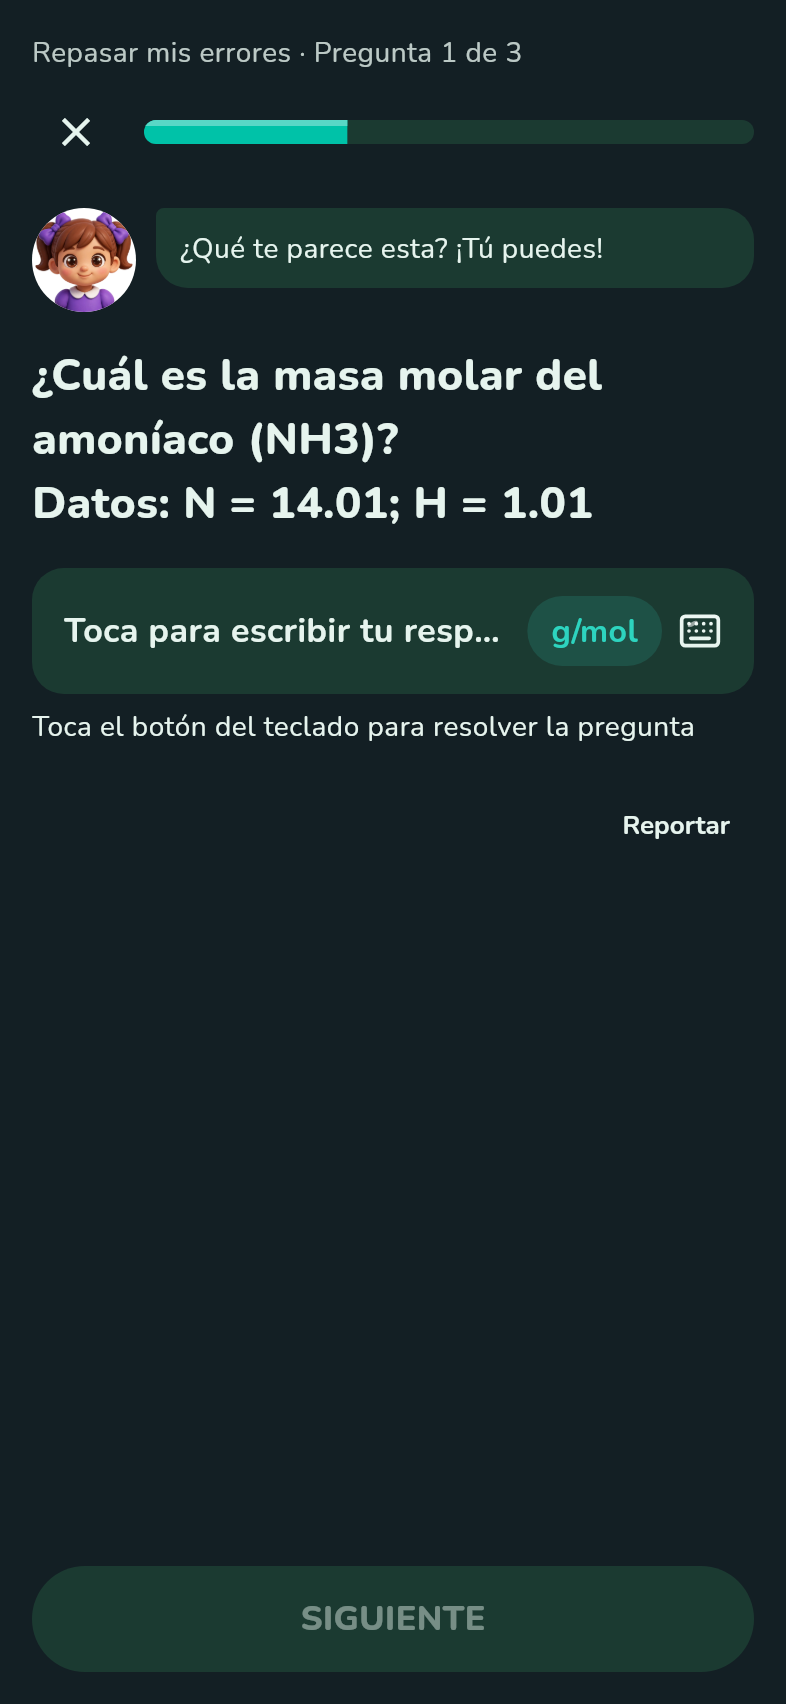 Repasar mis errores · Pregunta 1 de 3
¿Qué te parece esta? ¡Tú puedes!
¿Cuál es la masa molar del
amoníaco (NH3)?
Datos: N = 14.01; H = 1.01
Toca para escribir tu resp...
g/mol
Toca el botón del teclado para resolver la pregunta
Reportar
SIGUIENTE